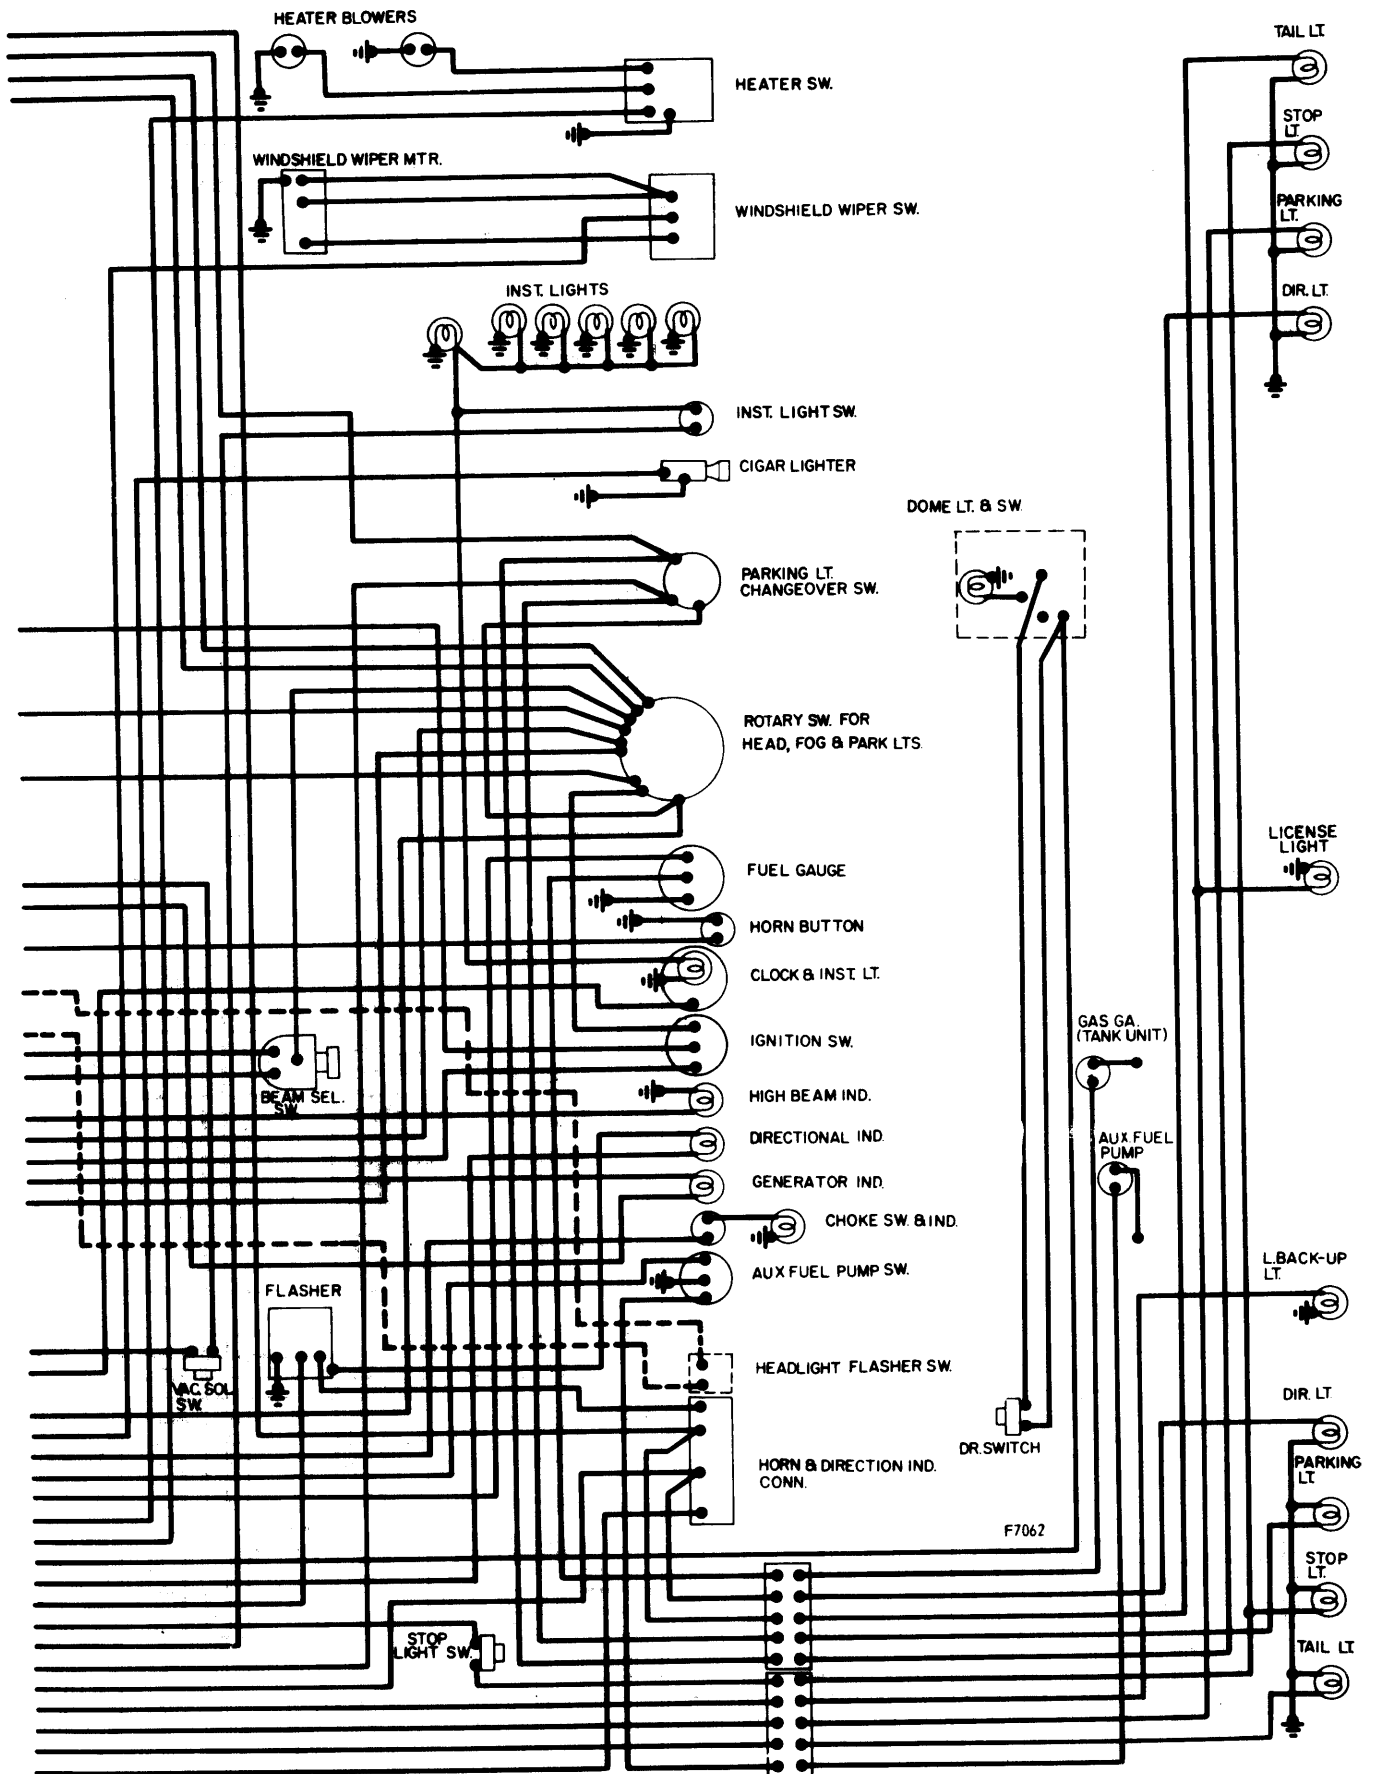 HEATER BLOWERS
TAIL LT.
HEATER SW.
STOP
LT.
WINDSHIELD WIPER MTR.
PARKING
LT.
WINDSHIELD WIPER SW.
INST. LIGHTS
DIR. LT.
INST. LIGHT SW.
CIGAR LIGHTER
DOME LT. & SW.
PARKING LT.
CHANGEOVER SW.
ROTARY SW. FOR
HEAD, FOG & PARK LTS.
LICENSE
LIGHT
FUEL GAUGE
HORN BUTTON
CLOCK & INST. LT.
GAS GA.
(TANK UNIT)
IGNITION SW.
BEAM SEL.
SW.
HIGH BEAM IND.
DIRECTIONAL IND.
AUX. FUEL
PUMP
GENERATOR IND.
CHOKE SW. & IND.
L. BACK-UP
LT.
AUX FUEL PUMP SW.
FLASHER
HEADLIGHT FLASHER SW.
VAC. SOL.
SW.
DIR. LT.
DR. SWITCH
HORN & DIRECTION IND.
CONN.
PARKING
LT.
F7062
STOP
LT.
STOP
LIGHT SW.
TAIL LT.